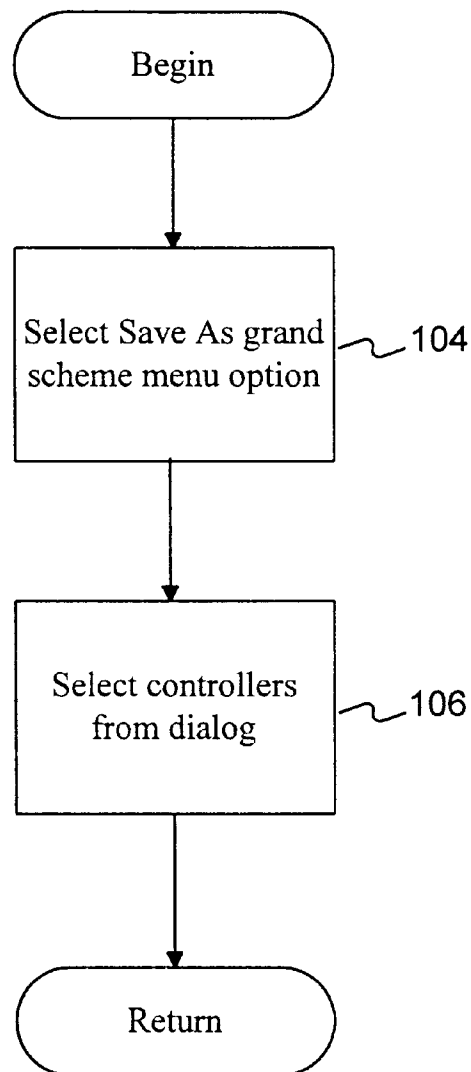 Begin
Select Save As grand
scheme menu option
104
Select controllers
from dialog
106
Return